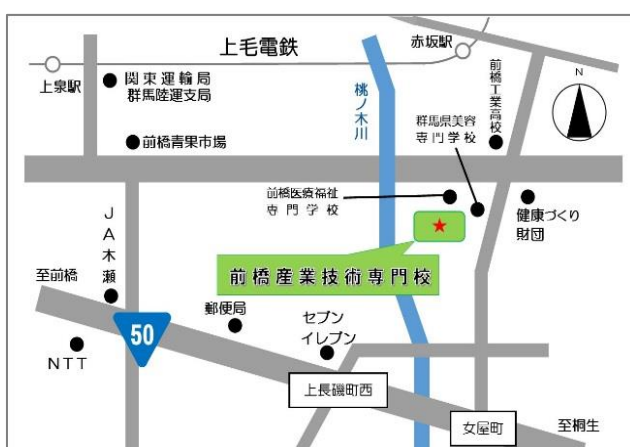 上毛電鉄
赤坂駅
上泉駅
関東運輸局
群馬陸運支局
前橋青果市場
桃ノ木川
前橋工業高校
群馬県美容
専門学校
N
前橋医療福祉
専門学校
健康づくり
財団
JA木瀬
前橋産業技術専門校
至前橋
50
郵便局
セブン
イレブン
NTT
上長磯町西
女屋町
至桐生